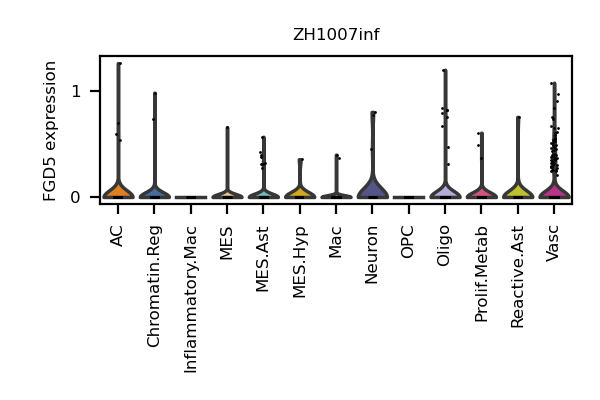 ZH1007inf
FGD5 expression
1
0
AC
Chromatin.Reg
Inflammatory.Mac
MES
MES.Ast
MES.Hyp
Mac
Neuron
OPC
Oligo
Prolif.Metab
Reactive.Ast
Vasc